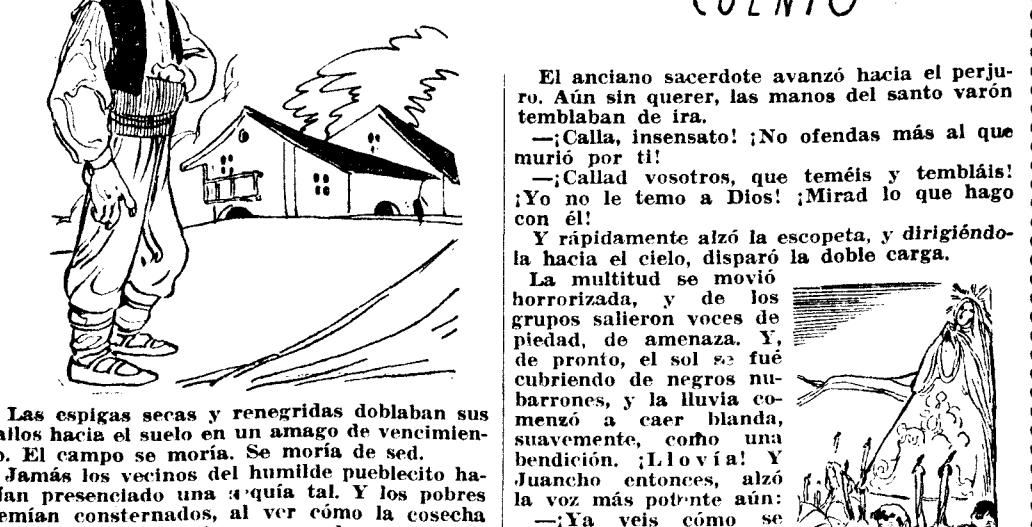 CUENTO
Las espigas secas y renegridas doblaban sus
hacia el suelo en un amago de vencimien-
El campo se moría. Se moría de sed.
Jamás los vecinos del humilde pueblecito ha-
presenciado una tal. Y los pobres
consternados, al ver cómo la cosecha
El anciano sacerdote avanzó hacia el perju-
ro. Aún sin querer, las manos del santo varón
temblaban de ira.
—¡Calla, insensato! ¡No ofendas más al que
murió por ti!
—¡Callad vosotros, que teméis y tembláis!
¡Yo no le temo a Dios! ¡Mirad lo que hago
con él!
Y rápidamente alzó la escopeta, y dirigiéndo-
la hacia el cielo, disparó la doble carga.
La multitud se movió
horrorizada, y de los
grupos salieron voces de
piedad, de amenaza. Y,
de pronto, el sol se fué
cubriendo de negros nu-
barrones, y la lluvia co-
menzó a caer blanda,
suavemente, como una
bendición. ¡Llovía! Y
Juancho entonces, alzó
la voz más potente aún:
—¡Ya veis cómo se